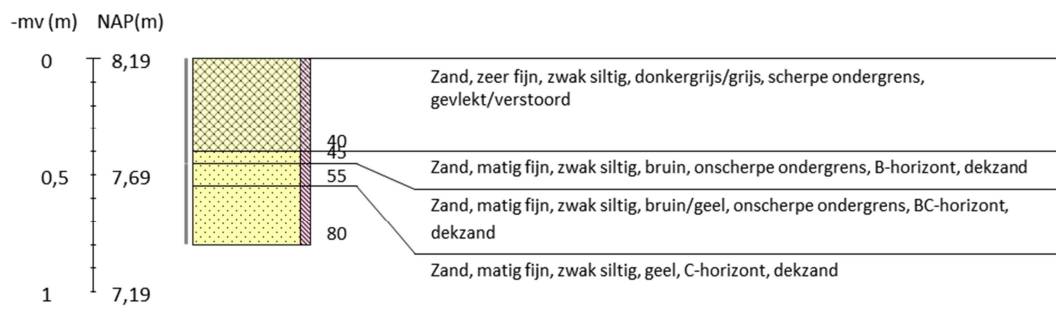 -mv (m) NAP(m)
0 8,19
Zand, zeer fijn, zwak siltig, donkergrijs/grijs, scherpe ondergrens,
gevlekt/verstoord
40
45
Zand, matig fijn, zwak siltig, bruin, onscherpe ondergrens, B-horizont, dekzand
0,5 7,69 55
Zand, matig fijn, zwak siltig, bruin/geel, onscherpe ondergrens, BC-horizont,
dekzand
80
Zand, matig fijn, zwak siltig, geel, C-horizont, dekzand
1 7,19